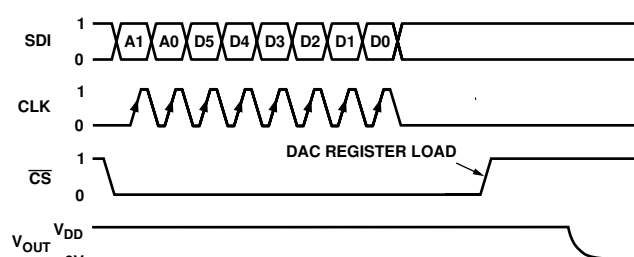 SDI 1 0 A1 A0 D5 D4 D3 D2 D1 D0
CLK 1 0
CS 1 0 DAC REGISTER LOAD
VOUT VDD 0V